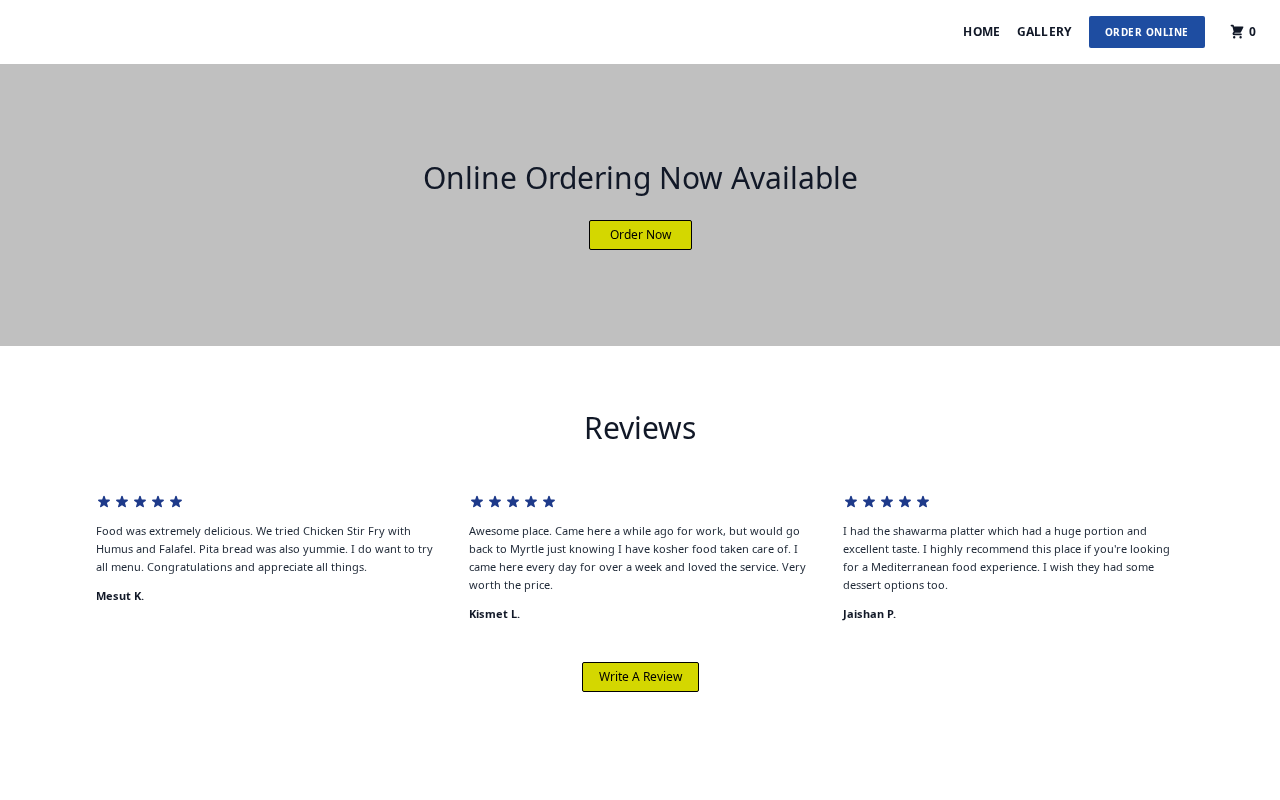 HOME GALLERY ORDER ONLINE 0
Online Ordering Now Available
Order Now
Reviews
Food was extremely delicious. We tried Chicken Stir Fry with
Humus and Falafel. Pita bread was also yummie. I do want to try
all menu. Congratulations and appreciate all things.
Mesut K.
Awesome place. Came here a while ago for work, but would go
back to Myrtle just knowing I have kosher food taken care of. I
came here every day for over a week and loved the service. Very
worth the price.
Kismet L.
I had the shawarma platter which had a huge portion and
excellent taste. I highly recommend this place if you're looking
for a Mediterranean food experience. I wish they had some
dessert options too.
Jaishan P.
Write A Review